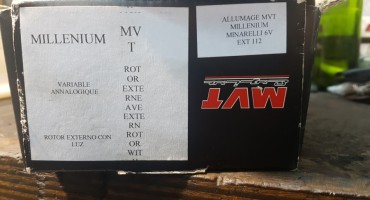 MILLENIUM
MV
T
VARIABLE
ANNALOGIQUE
ROT
OR
EXTE
RNE
AVE
EXTE
RN
ROT
OR
WIT
ROTOR EXTERNO CON
LUZ
ALLUMAGE MVT
MILLENIUM
MINARELLI 6V
EXT 112
MVT